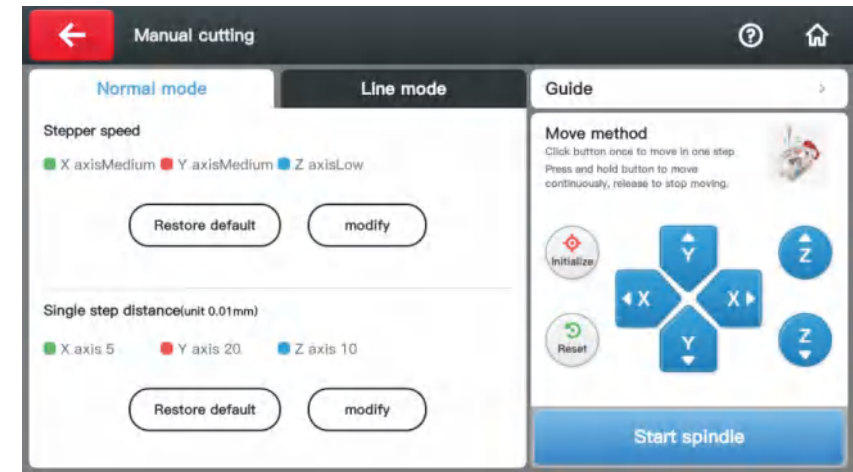 Manual cutting
Normal mode
Line mode
Stepper speed
X axisMedium Y axisMedium Z axisLow
Restore default
modify
Single step distance(unit 0.01mm)
X axis 5 Y axis 20 Z axis 10
Restore default
modify
Guide
Move method
Click button once to move in one step
Press and hold button to move
continuously, release to stop moving.
Initialize
Y
Z
X X
Reset
Y
Z
Start spindle